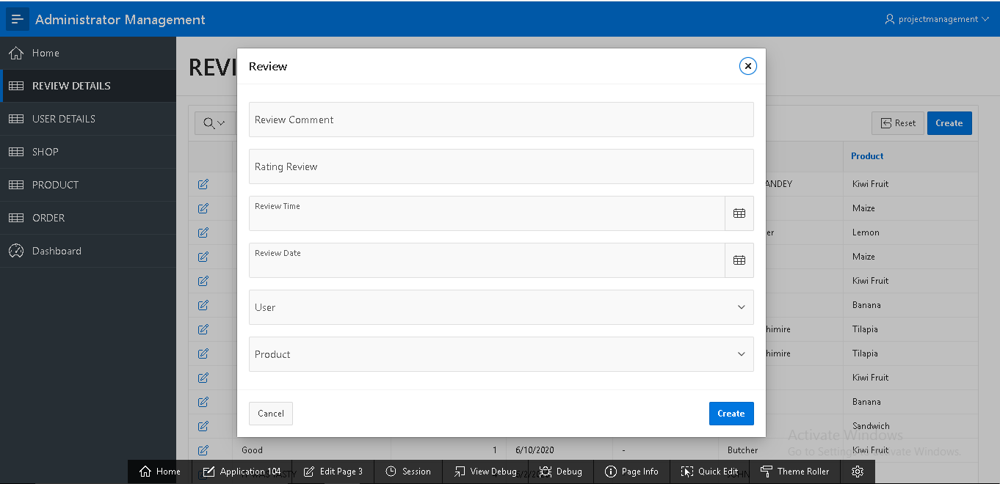 Administrator Management
projectmanagement
Home
REVIEW DETAILS
USER DETAILS
SHOP
PRODUCT
ORDER
Dashboard
REVI
Review
Review Comment
Rating Review
Review Time
Review Date
User
Product
Cancel
Create
Reset
Create
Product
ANDEY Kiwi Fruit
Maize
er Lemon
Maize
Kiwi Fruit
Banana
himire Tilapia
himire Tilapia
Kiwi Fruit
Banana
Sandwich
Good 1 6/10/2020 - Butcher Kiwi Fruit
Activate Windows
Go to Settings to activate Windows.
Home
Application 104
Edit Page 3
Session
View Debug
Debug
Page Info
Quick Edit
Theme Roller